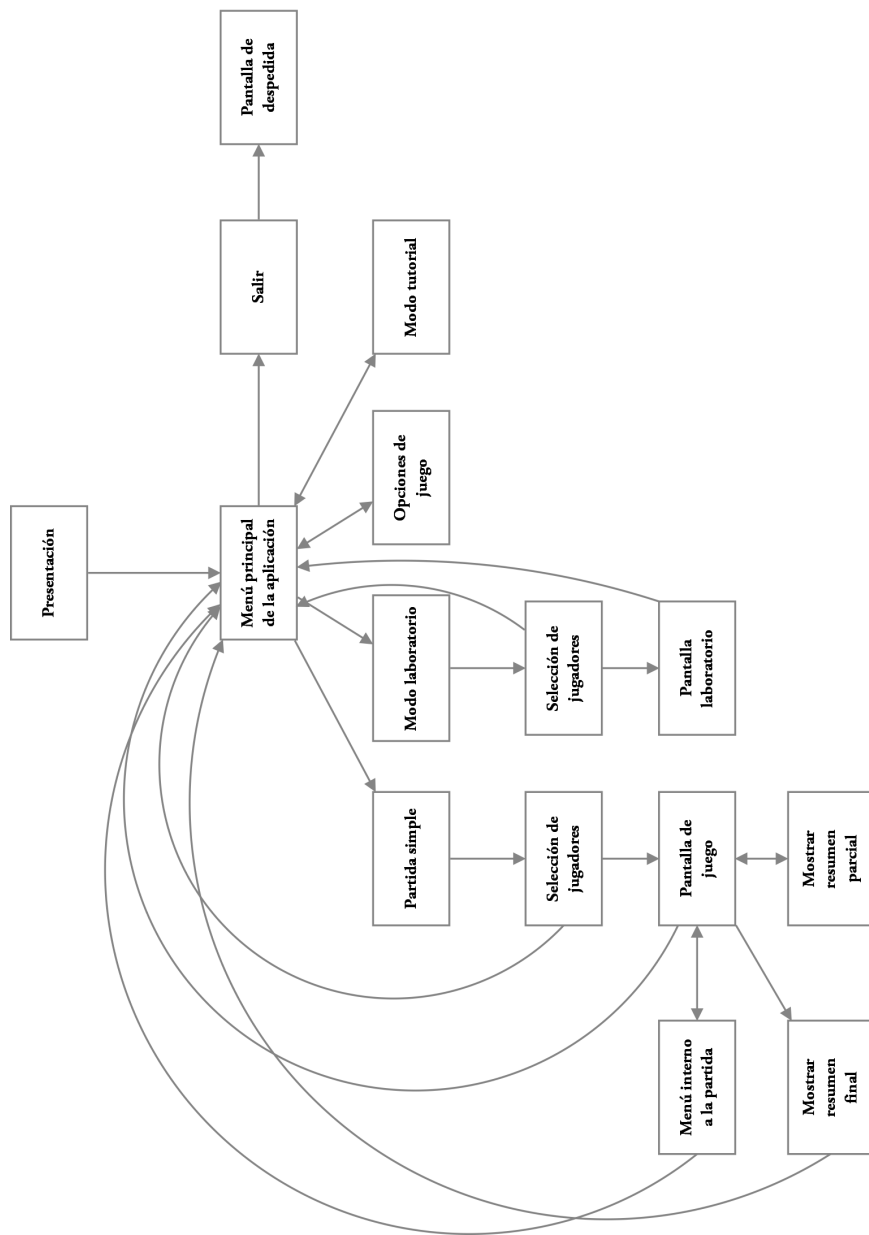 Presentación
Menú principal
de la aplicación
Salir
Pantalla de
despedida
Partida simple
Modo laboratorio
Opciones de
juego
Modo tutorial
Selección de
jugadores
Selección de
jugadores
Menú interno
a la partida
Pantalla de
juego
Pantalla
laboratorio
Mostrar
resumen
final
Mostrar
resumen
parcial